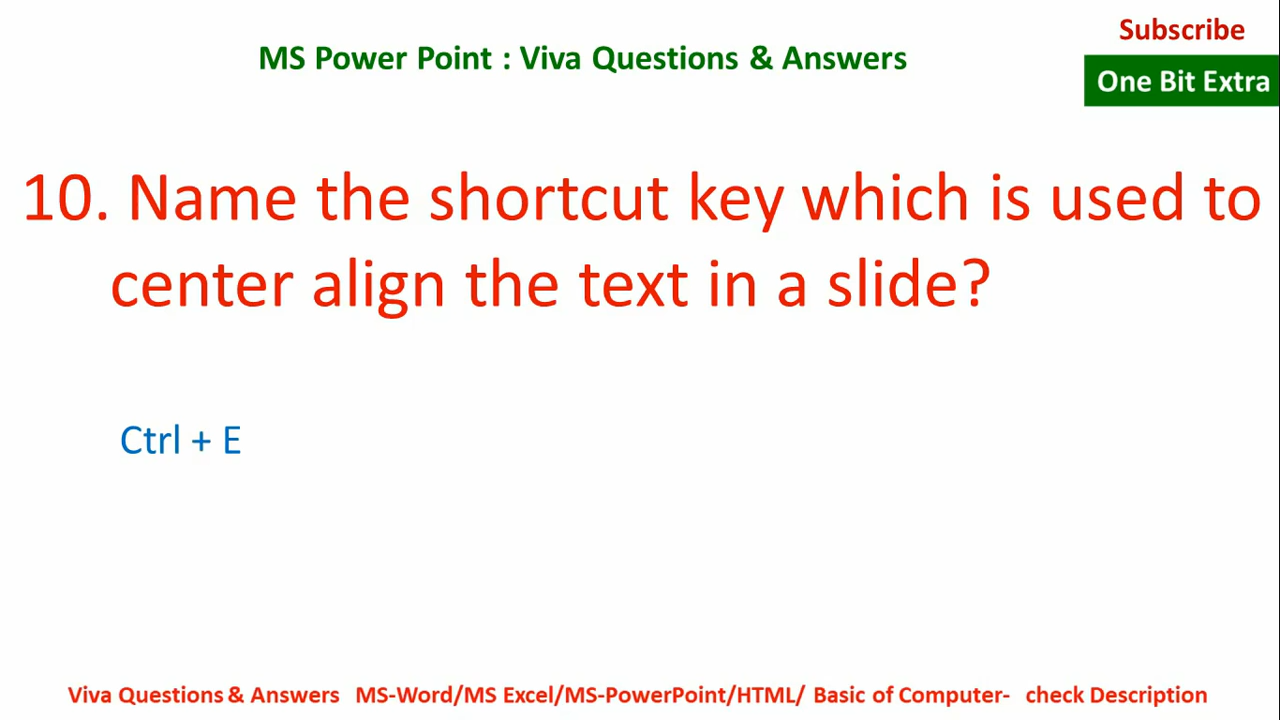 Subscribe
MS Power Point : Viva Questions & Answers
One Bit Extra
10. Name the shortcut key which is used to
center align the text in a slide?
Ctrl + E
Viva Questions & Answers MS-Word/MS Excel/MS-PowerPoint/HTML/ Basic of Computer- check Description